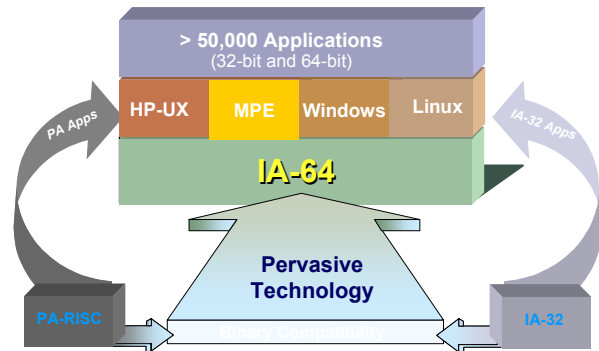 > 50,000 Applications
(32-bit and 64-bit)
HP-UX MPE Windows Linux
PA Apps
IA-32 Apps
IA-64
Pervasive
Technology
PA-RISC
IA-32
Binary Compatibility